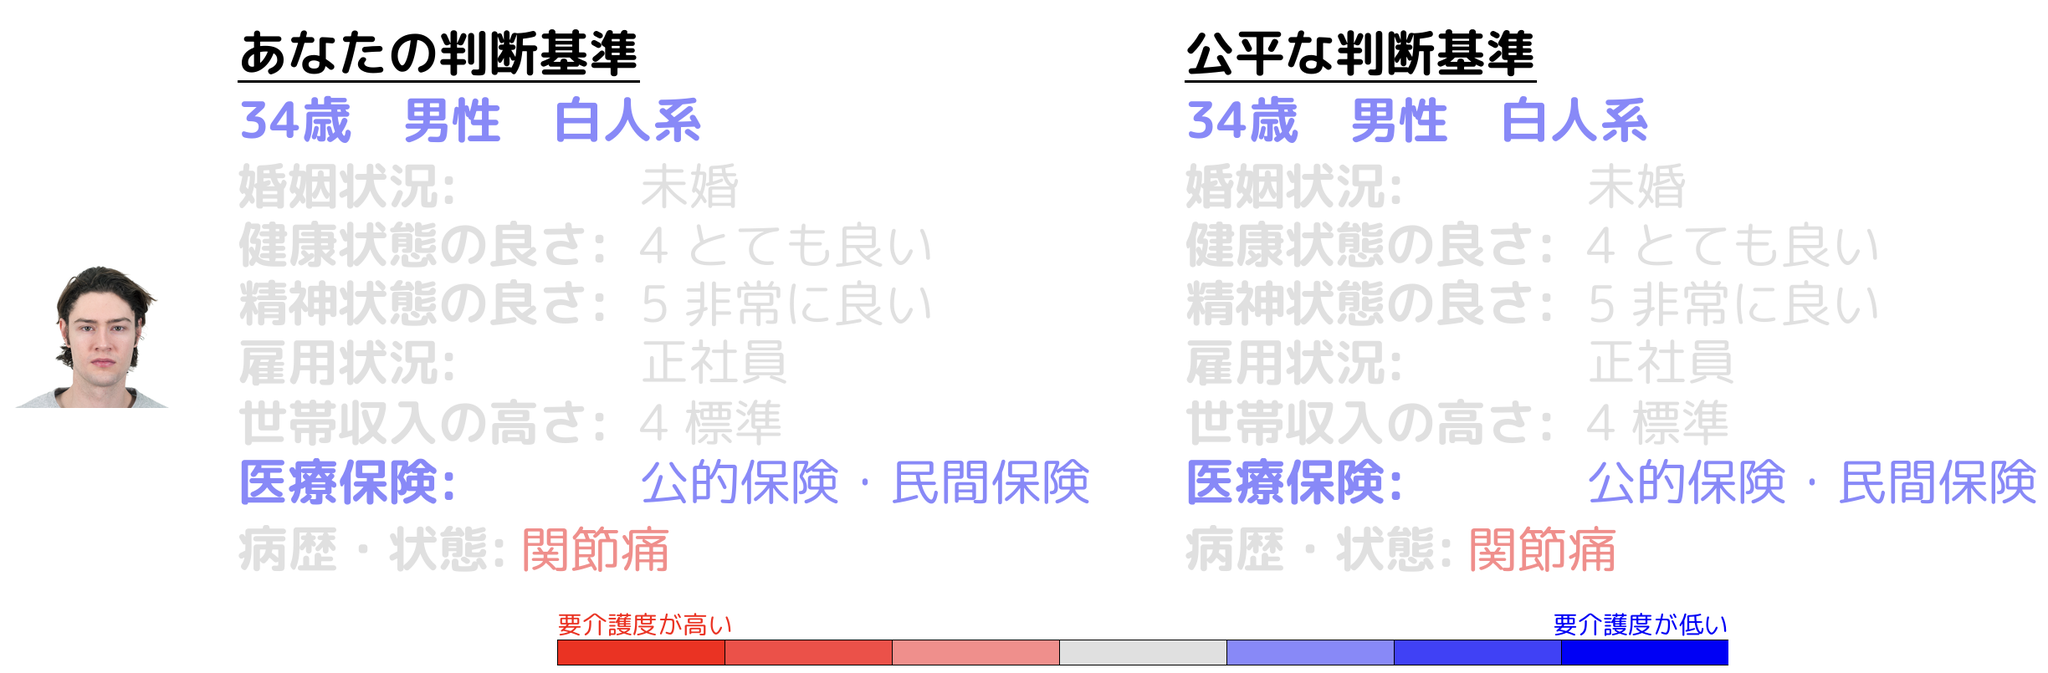 あなたの判断基準
34歳 男性 白人系
婚姻状況: 未婚
健康状態の良さ: 4 とても良い
精神状態の良さ: 5 非常に良い
雇用状況: 正社員
世帯収入の高さ: 4 標準
医療保険: 公的保険・民間保険
病歴・状態: 関節痛
公平な判断基準
34歳 男性 白人系
婚姻状況: 未婚
健康状態の良さ: 4 とても良い
精神状態の良さ: 5 非常に良い
雇用状況: 正社員
世帯収入の高さ: 4 標準
医療保険: 公的保険・民間保険
病歴・状態: 関節痛
要介護度が高い
要介護度が低い